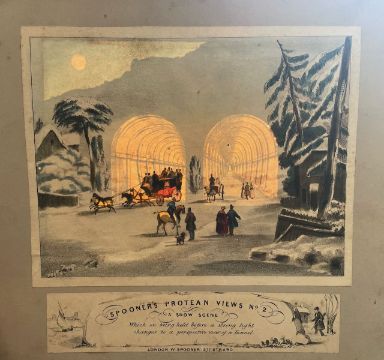 SPOONER'S PROTEAN VIEWS No. 2.
A SNOW SCENE
Which on being held before a strong light
changes to a perspective view of a tunnel.
LONDON, W. SPOONER, 377, STRAND.